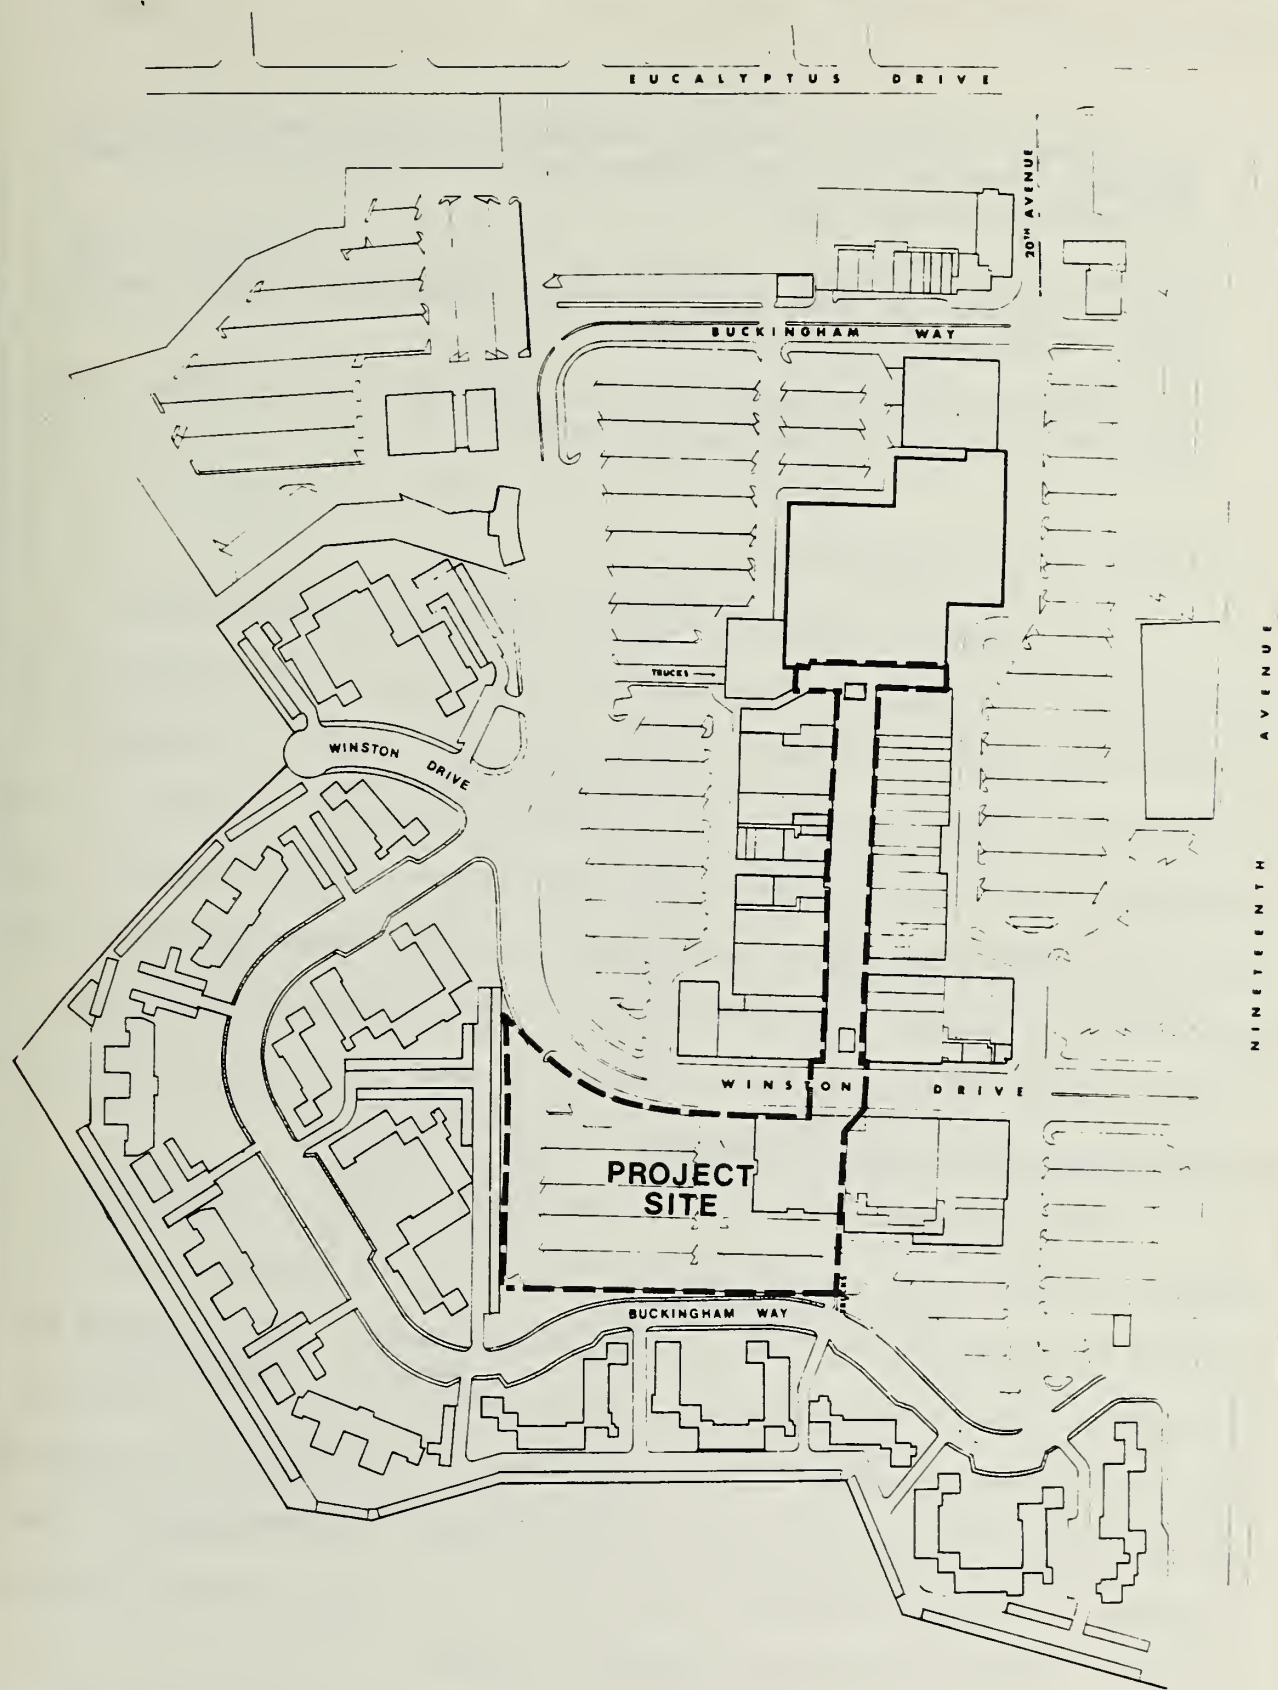 EUCALYPTUS DRIVE
20TH AVENUE
BUCKINGHAM WAY
TRUCKS
WINSTON DRIVE
NINETEENTH AVENUE
WINSTON DRIVE
PROJECT
SITE
BUCKINGHAM WAY